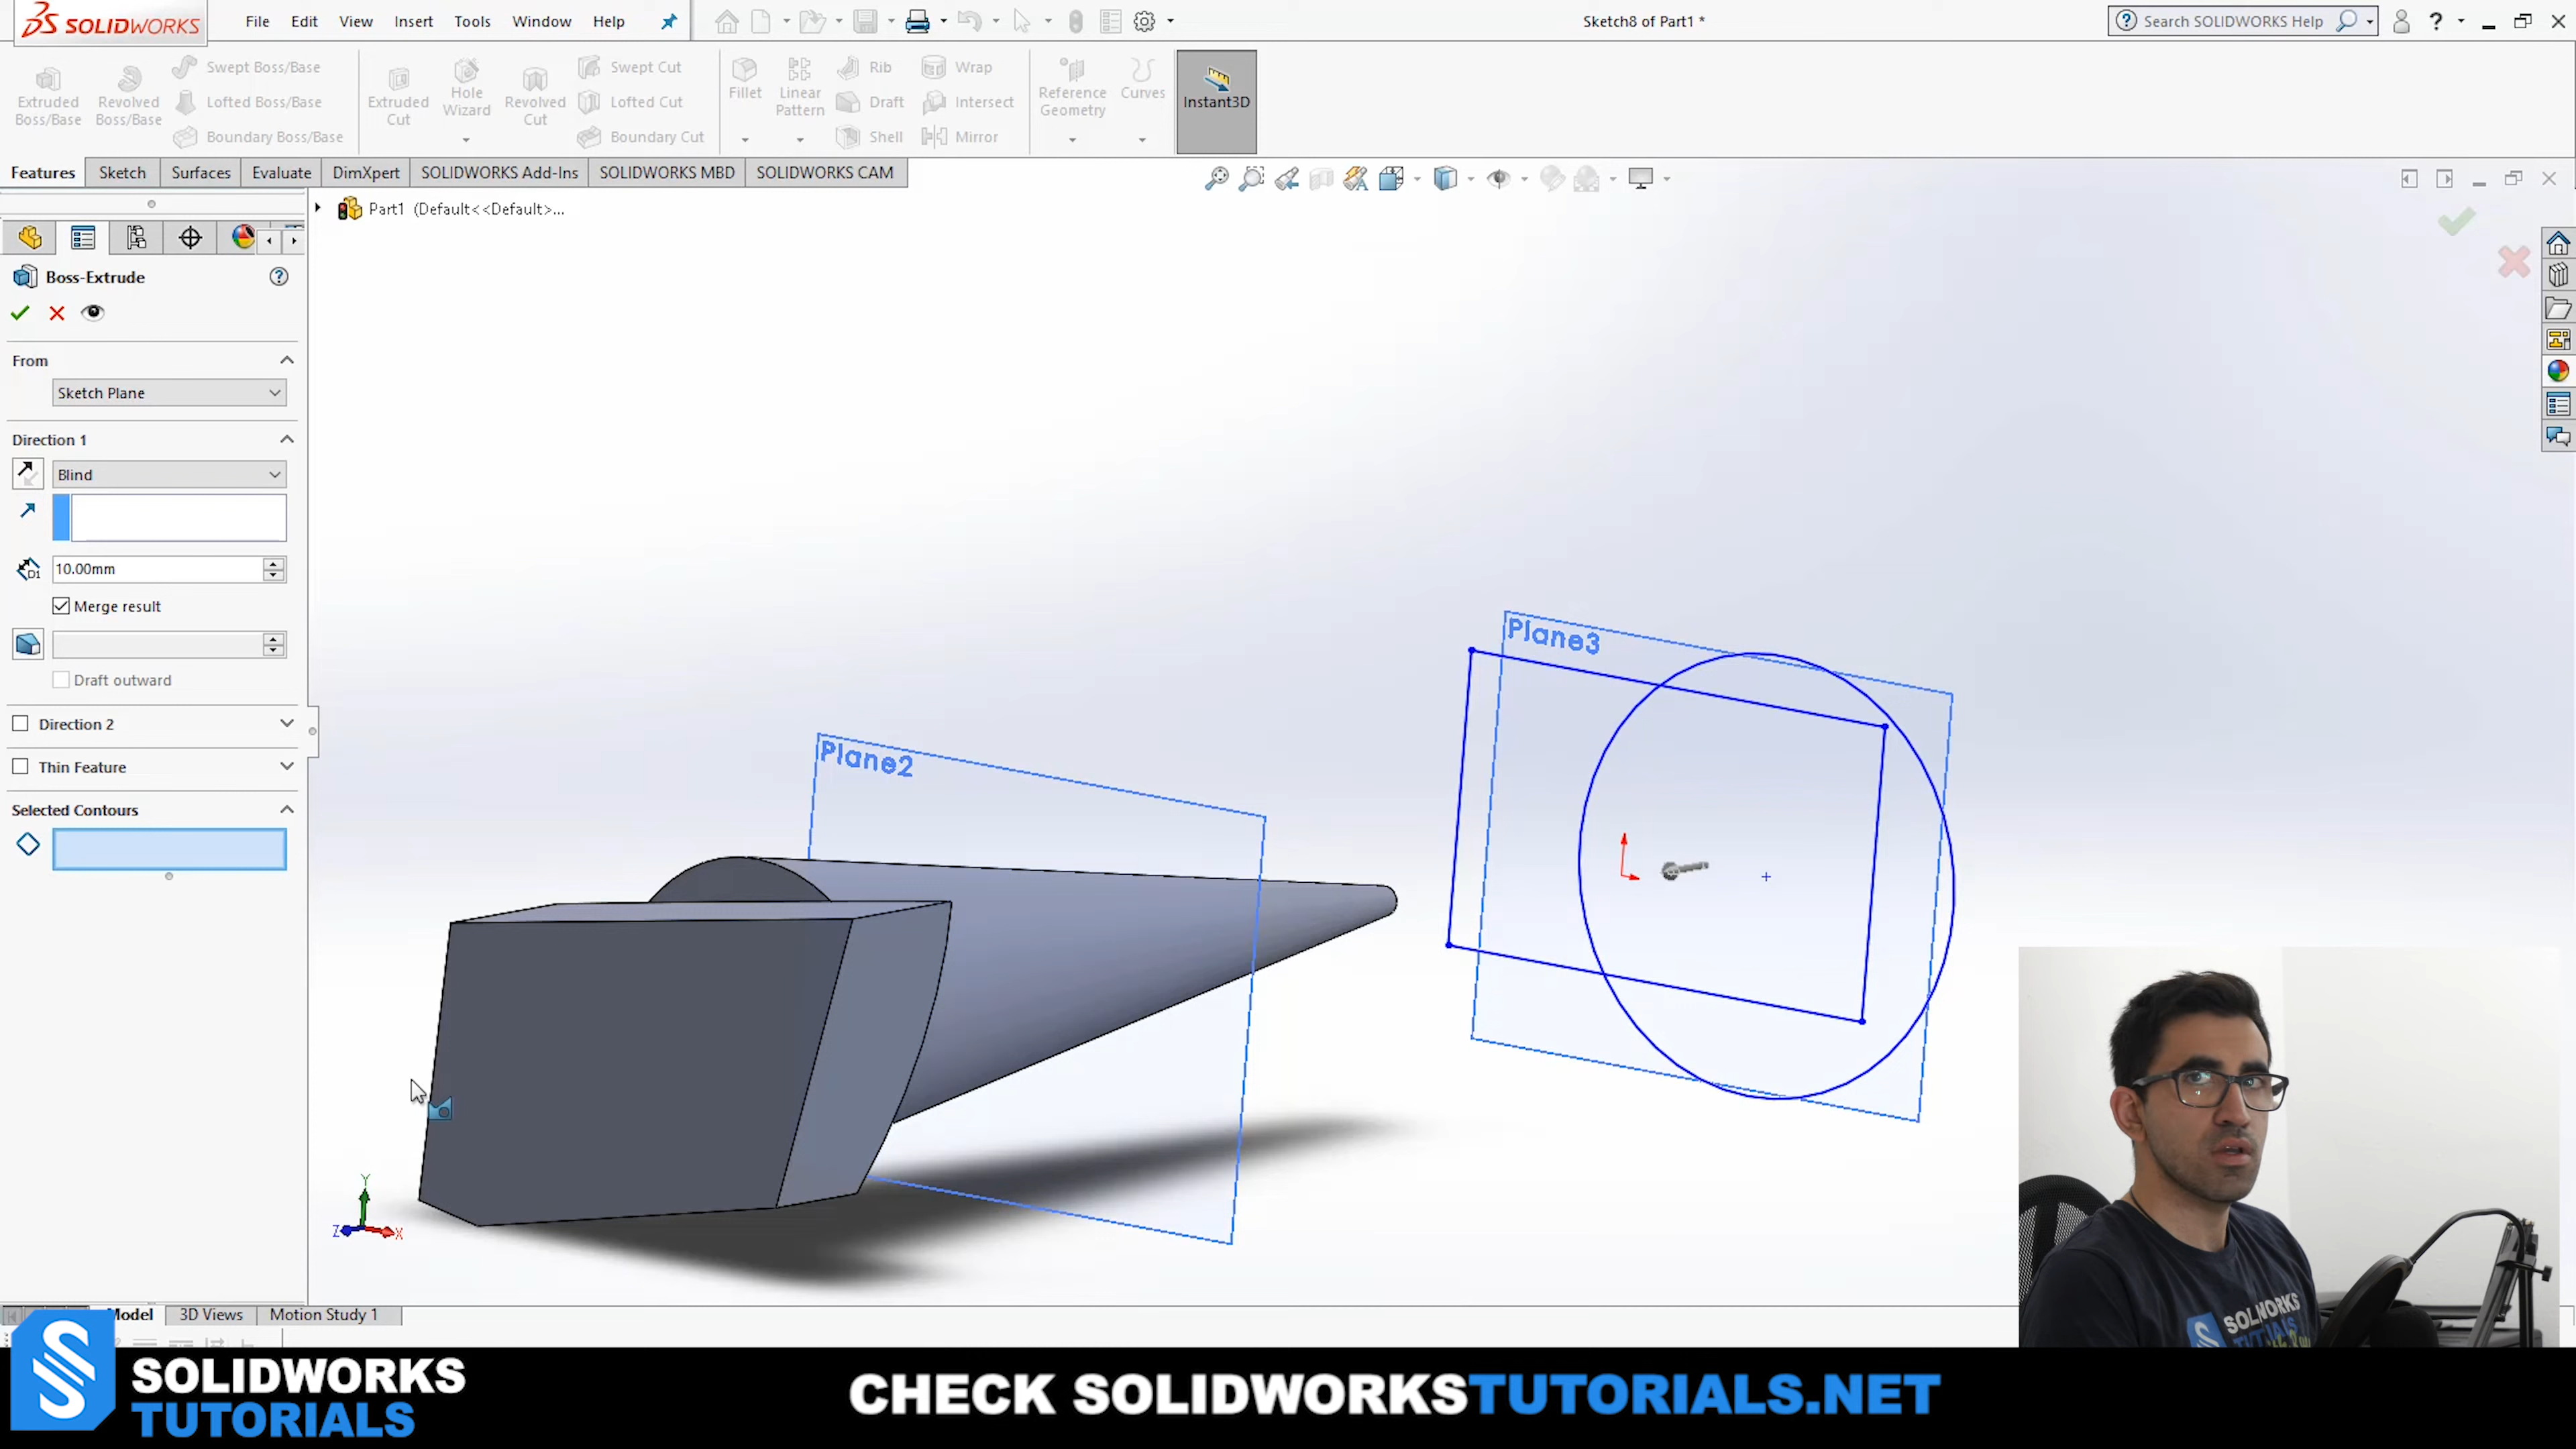 SOLIDWORKS
File Edit View Insert Tools Window Help
Sketch8 of Part1 *
Search SOLIDWORKS Help
Extruded Boss/Base
Revolved Boss/Base
Swept Boss/Base
Lofted Boss/Base
Boundary Boss/Base
Extruded Cut
Hole Wizard
Revolved Cut
Swept Cut
Lofted Cut
Boundary Cut
Fillet
Linear Pattern
Rib
Draft
Shell
Wrap
Intersect
Mirror
Reference Geometry
Curves
Instant3D
Features Sketch Surfaces Evaluate DimXpert SOLIDWORKS Add-Ins SOLIDWORKS MBD SOLIDWORKS CAM
Part1 (Default<<Default>...
Boss-Extrude
From
Sketch Plane
Direction 1
Blind
D1
10.00mm
Merge result
Draft outward
Direction 2
Thin Feature
Selected Contours
Plane3
Plane2
Y
Z
X
Model 3D Views Motion Study 1
SOLIDWORKS
TUTORIALS
SOLIDWORKS
TUTORIALS
CHECK SOLIDWORKSTUTORIALS.NET